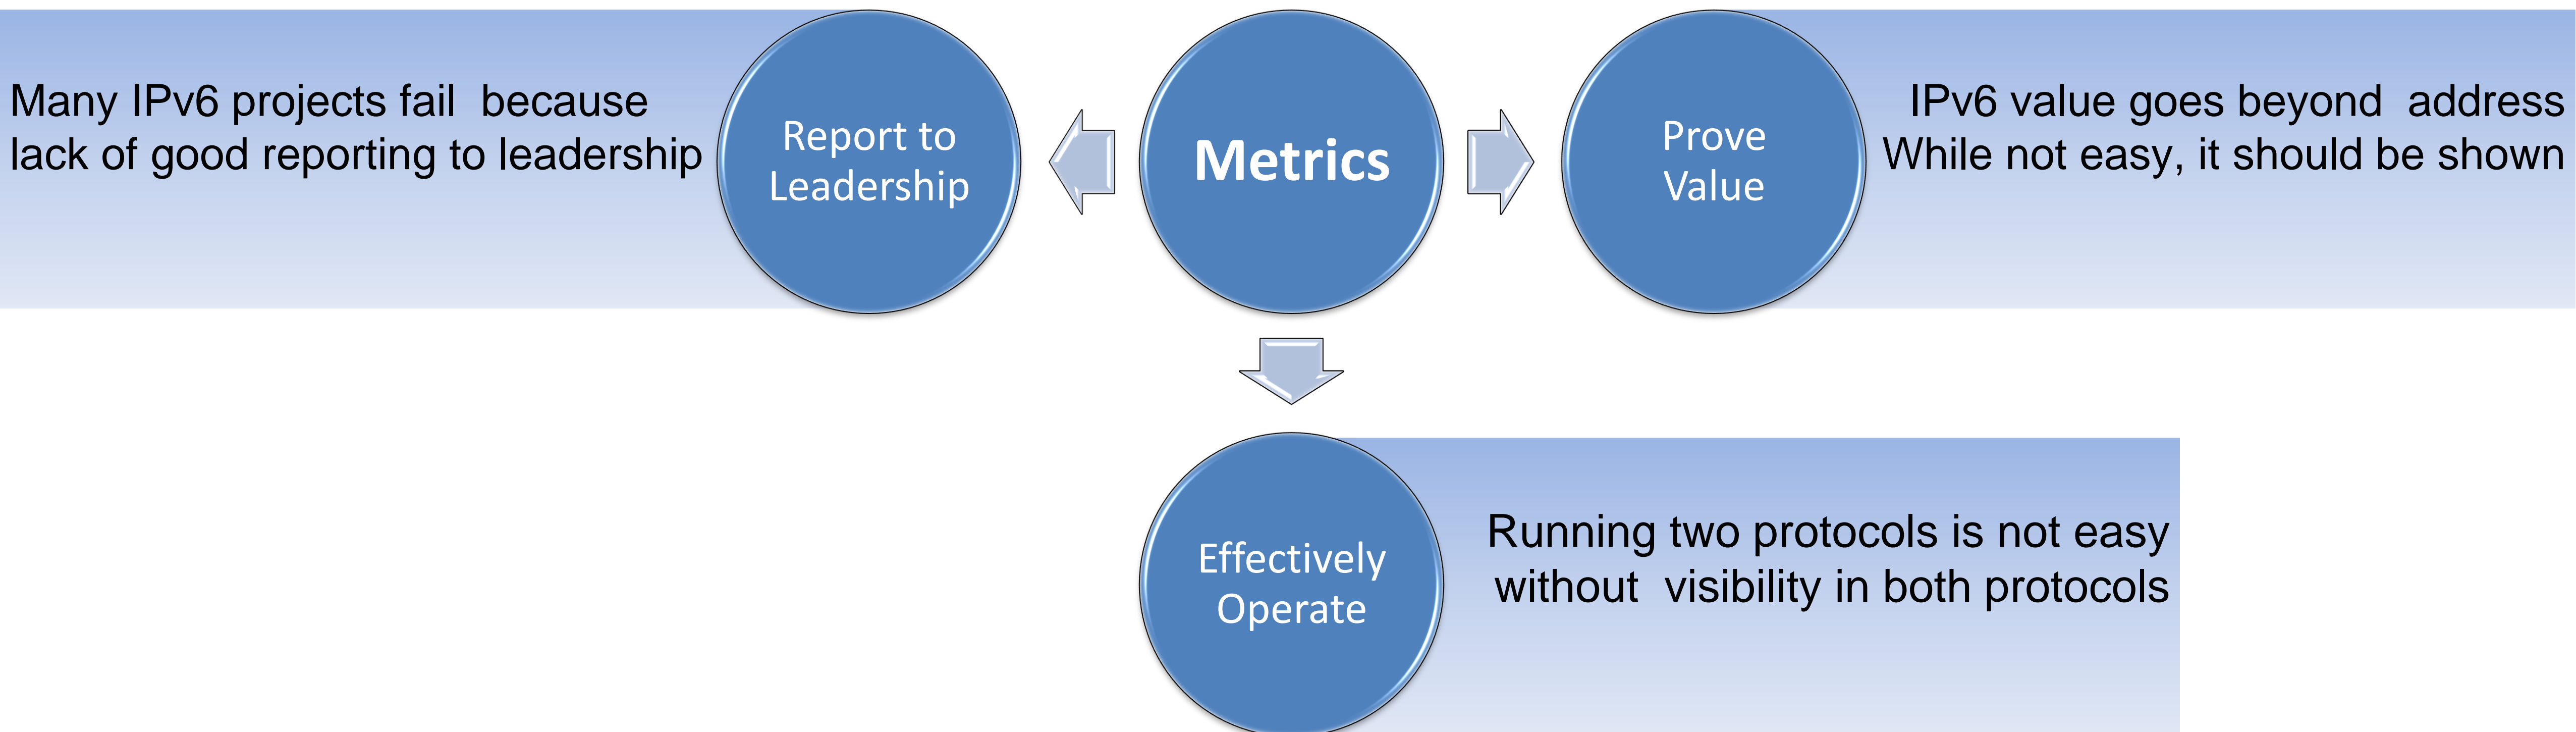 Many IPv6 projects fail  because
lack of good reporting to leadership
Report to
Leadership
Metrics
Prove
Value
IPv6 value goes beyond  address
While not easy, it should be shown
Effectively
Operate
Running two protocols is not easy
without  visibility in both protocols